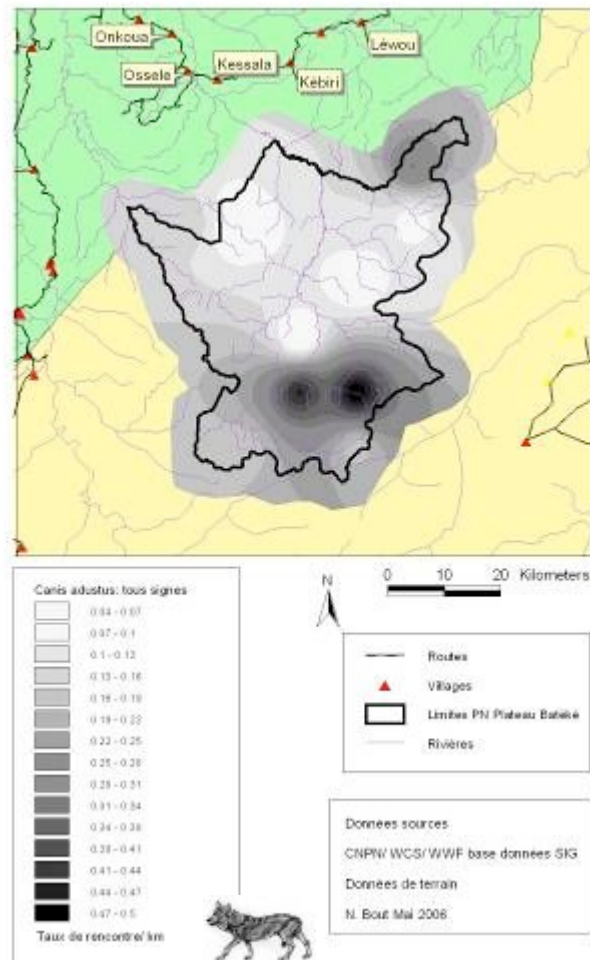 Onkoua
Ossele
Kessala
Kébiri
Léwou
Canis adustus: tous signes
0.04 - 0.07
0.07 - 0.1
0.1 - 0.13
0.13 - 0.16
0.16 - 0.19
0.19 - 0.22
0.22 - 0.25
0.25 - 0.28
0.28 - 0.31
0.31 - 0.34
0.34 - 0.38
0.38 - 0.41
0.41 - 0.44
0.44 - 0.47
0.47 - 0.5
Taux de rencontre/ km
N
0 10 20 Kilometers
Routes
Villages
Limites PN Plateau Batéké
Rivières
Données sources
CNPN/ WCS/ WWF base données SIG
Données de terrain
N. Bout Mai 2006